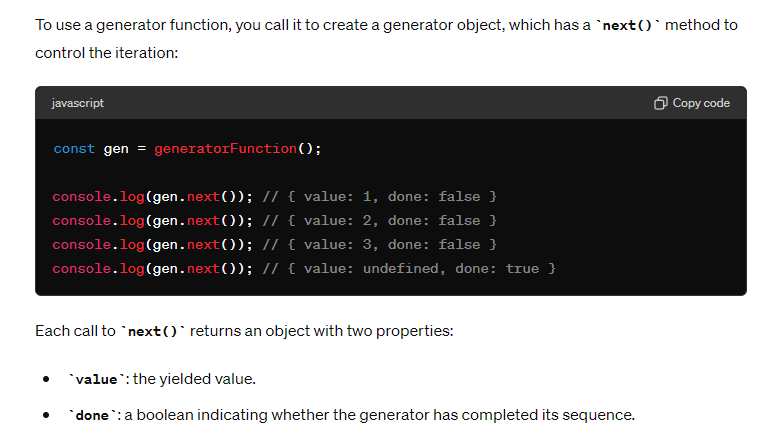 To use a generator function, you call it to create a generator object, which has a `next()` method to
control the iteration:
javascript
Copy code
const gen = generatorFunction();
console.log(gen.next()); // { value: 1, done: false }
console.log(gen.next()); // { value: 2, done: false }
console.log(gen.next()); // { value: 3, done: false }
console.log(gen.next()); // { value: undefined, done: true }
Each call to `next()` returns an object with two properties:
• `value`: the yielded value.
• `done`: a boolean indicating whether the generator has completed its sequence.